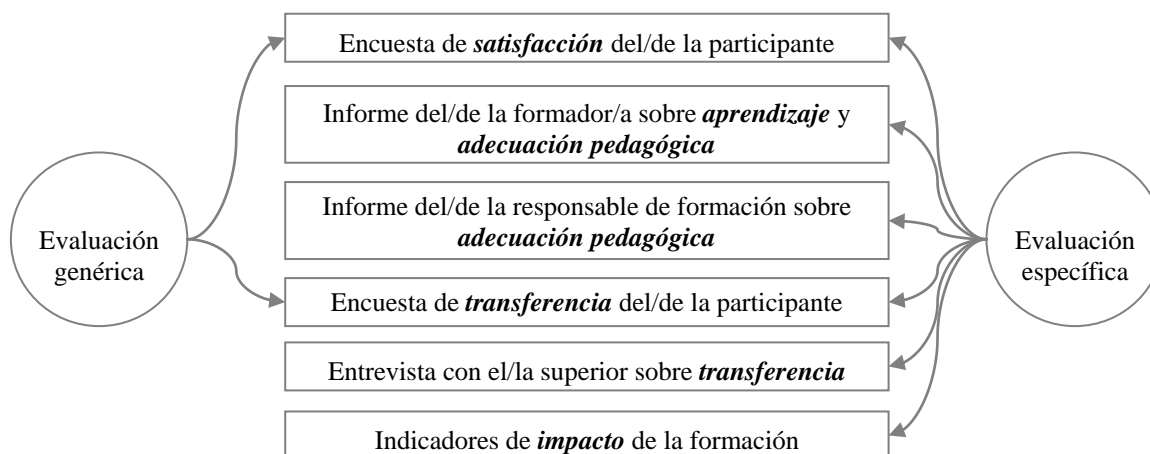 Encuesta de satisfacción del/de la participante
Informe del/de la formador/a sobre aprendizaje y
adecuación pedagógica
Informe del/de la responsable de formación sobre
adecuación pedagógica
Evaluación
genérica
Evaluación
específica
Encuesta de transferencia del/de la participante
Entrevista con el/la superior sobre transferencia
Indicadores de impacto de la formación